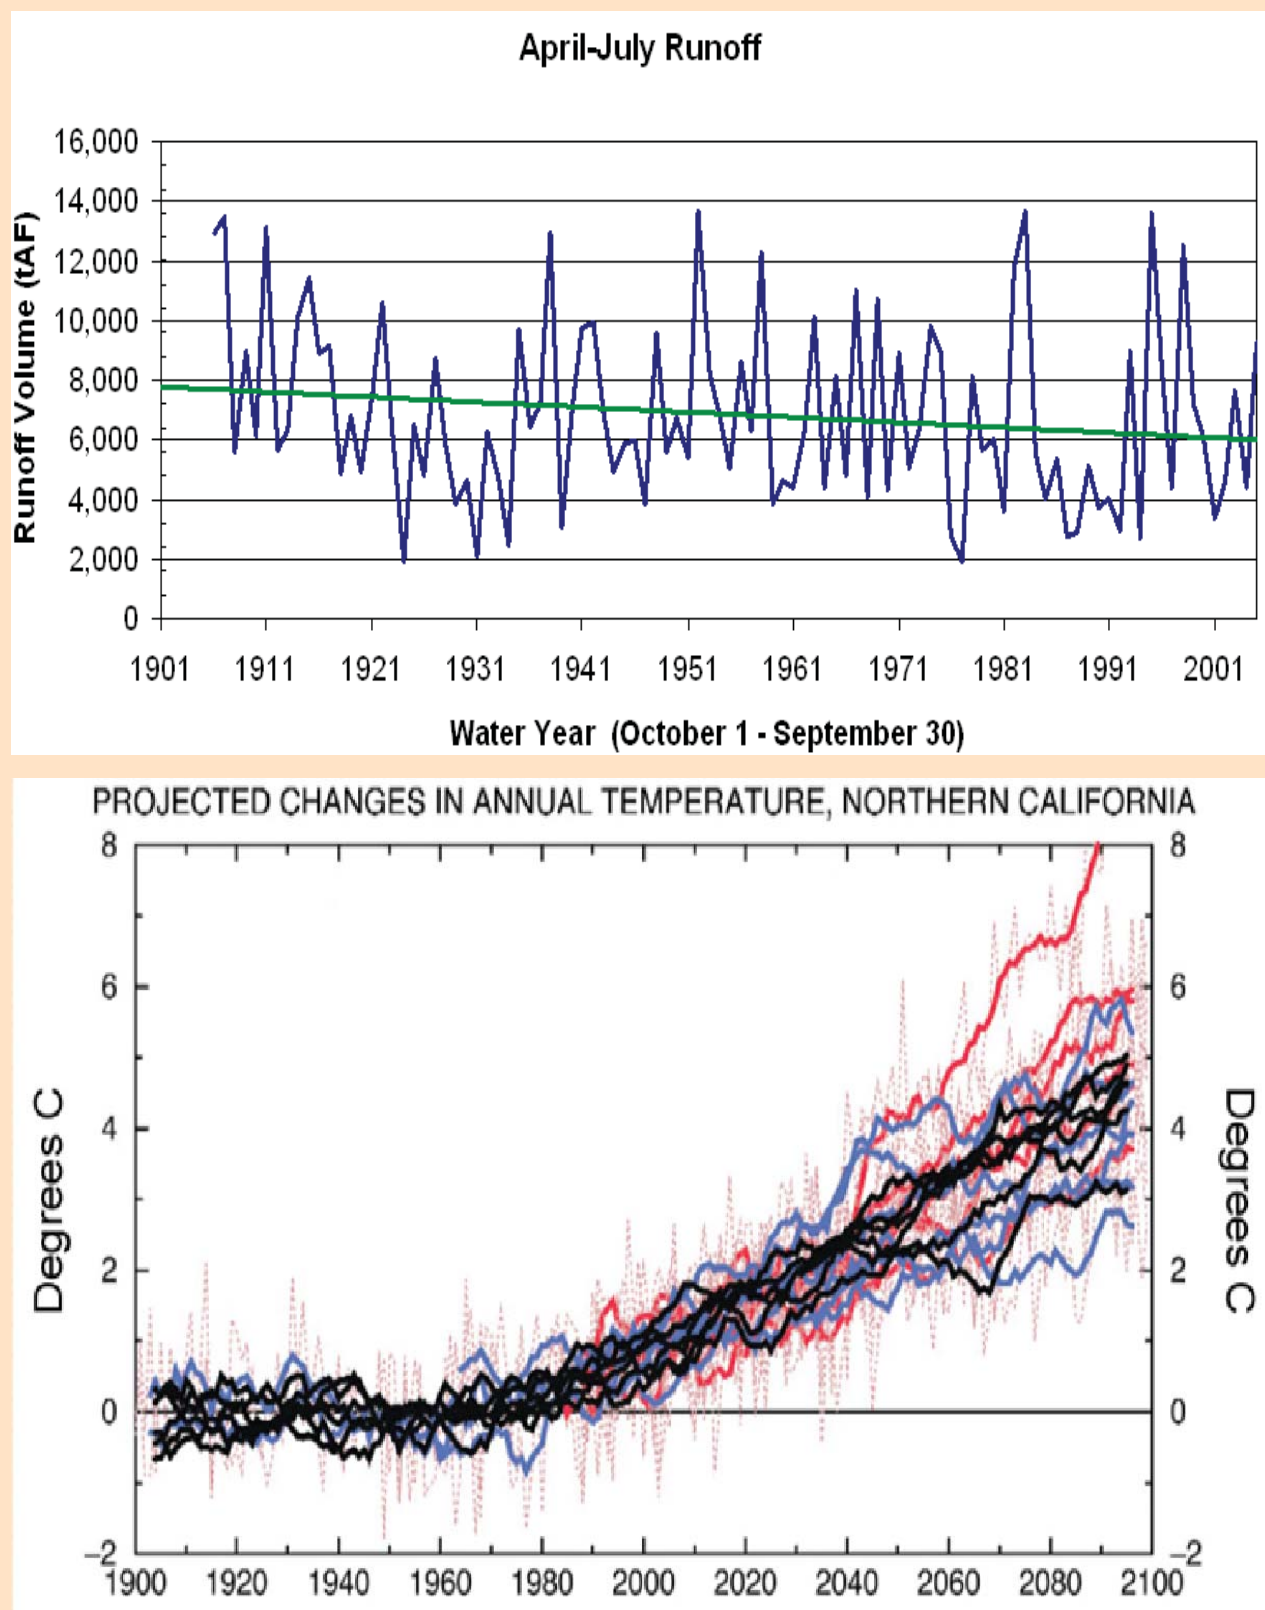 April-July Runoff
16,000
14,000
12,000
10,000
8,000
6,000
4,000
2,000
0
Runoff Volume (tAF)
1901 1911 1921 1931 1941 1951 1961 1971 1981 1991 2001
Water Year (October 1 - September 30)
PROJECTED CHANGES IN ANNUAL TEMPERATURE, NORTHERN CALIFORNIA
8 8
6 6
4 4
2 2
0 0
−2 −2
Degrees C
Degrees C
1900 1920 1940 1960 1980 2000 2020 2040 2060 2080 2100